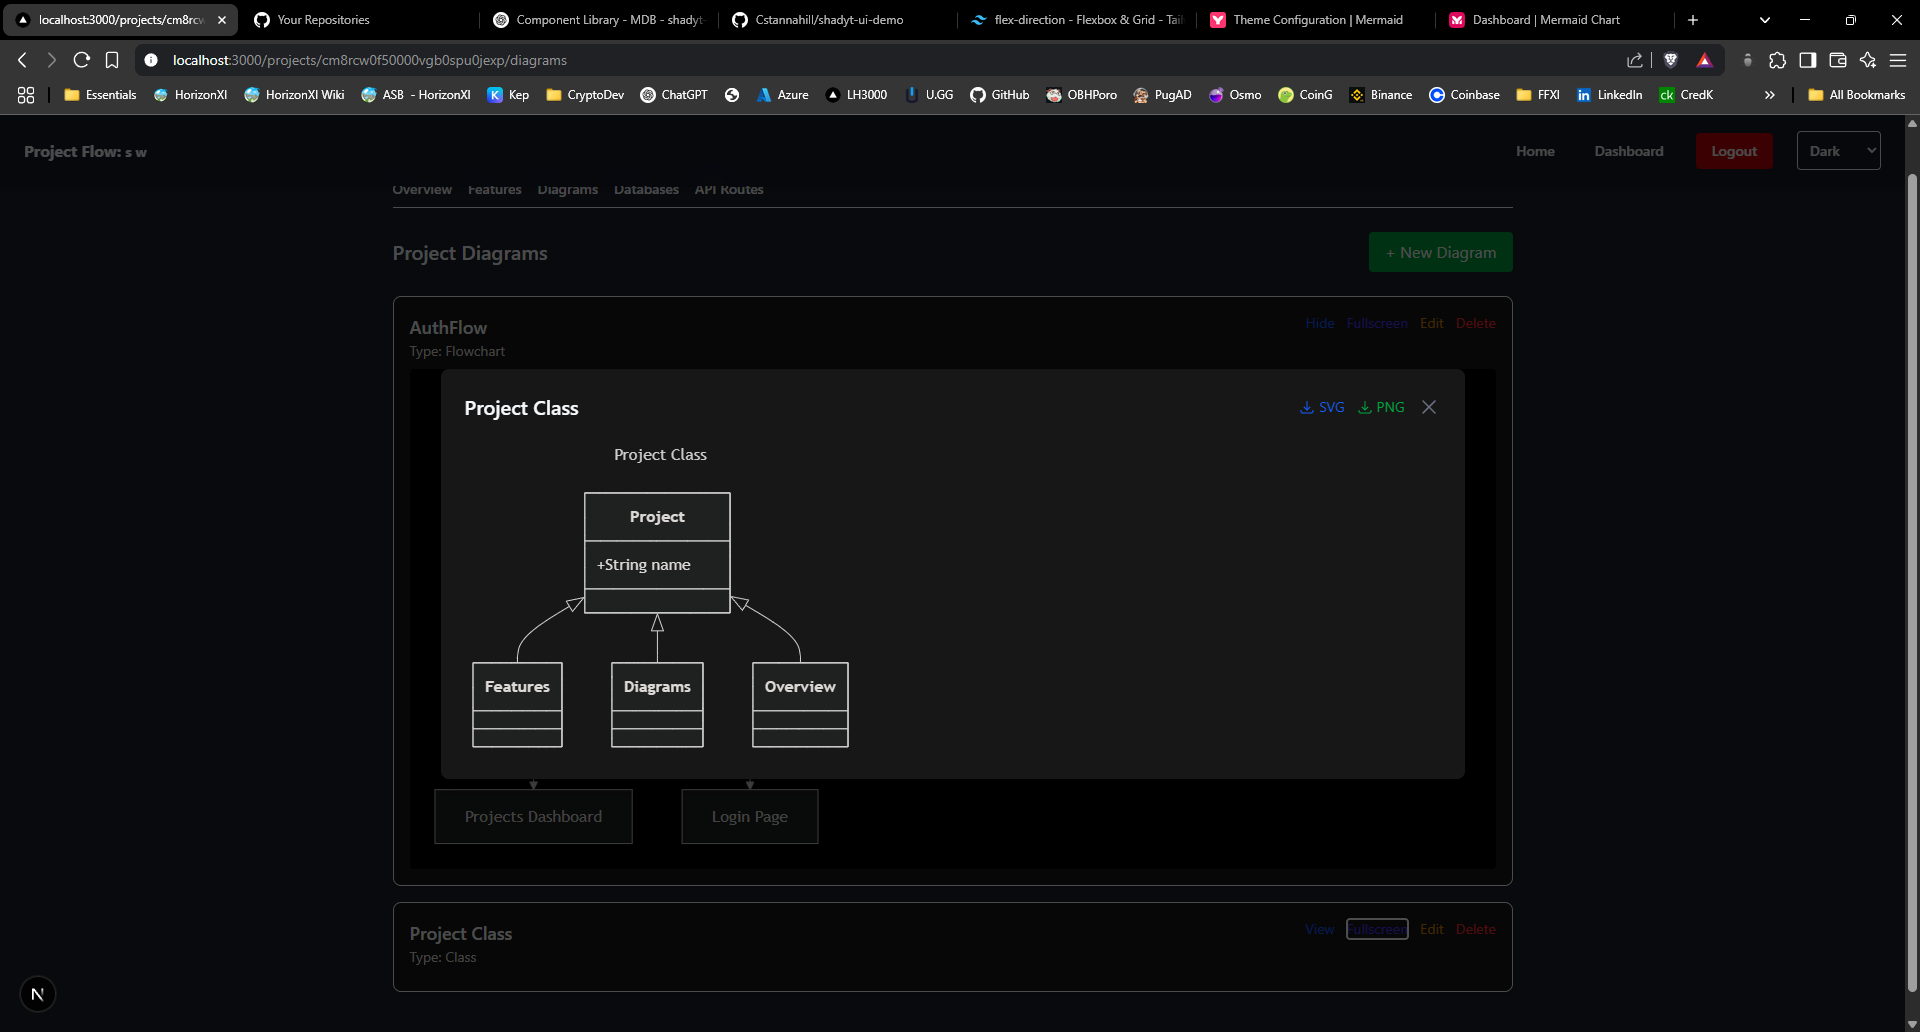 localhost:3000/projects/cm8rcw
Your Repositories
Component Library - MDB - shadyt-
Cstannahill/shadyt-ui-demo
flex-direction - Flexbox & Grid - Tail
Theme Configuration | Mermaid
Dashboard | Mermaid Chart
localhost:3000/projects/cm8rcw0f50000vgb0spu0jexp/diagrams
Essentials
HorizonXI
HorizonXI Wiki
ASB - HorizonXI
Kep
CryptoDev
ChatGPT
Azure
LH3000
U.GG
GitHub
OBHPoro
PugAD
Osmo
CoinG
Binance
Coinbase
FFXI
LinkedIn
ck CredK
All Bookmarks
Project Flow: s w
Home
Dashboard
Logout
Dark
Overview
Features
Diagrams
Databases
API Routes
Project Diagrams
+ New Diagram
AuthFlow
Hide
Fullscreen
Edit
Delete
Type: Flowchart
Project Class
SVG
PNG
Project Class
Project
+String name
Features
Diagrams
Overview
Projects Dashboard
Login Page
Project Class
View
Fullscreen
Edit
Delete
Type: Class
N